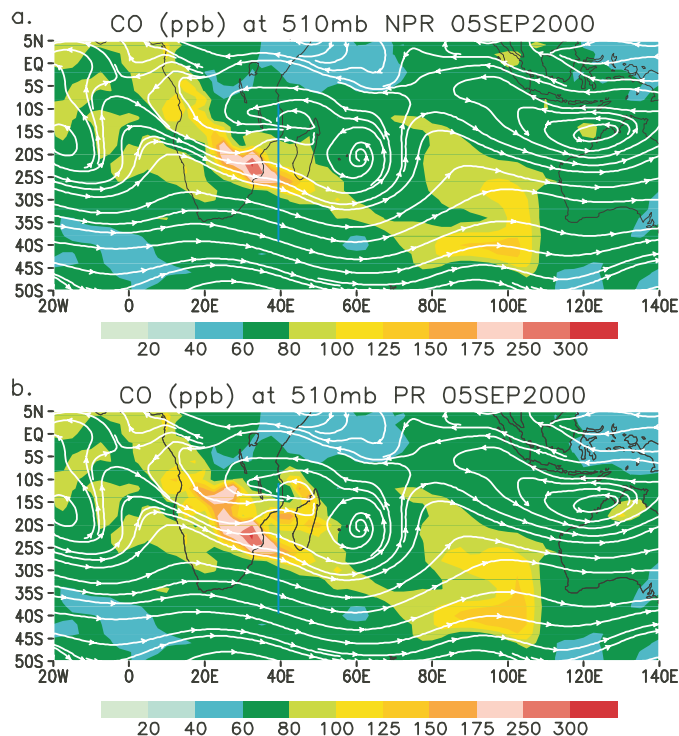 a.
CO (ppb) at 510mb NPR 05SEP2000
5N
EQ
5S
10S
15S
20S
25S
30S
35S
40S
45S
50S
20W 0 20E 40E 60E 80E 100E 120E 140E
20 40 60 80 100 125 150 175 250 300
b.
CO (ppb) at 510mb PR 05SEP2000
5N
EQ
5S
10S
15S
20S
25S
30S
35S
40S
45S
50S
20W 0 20E 40E 60E 80E 100E 120E 140E
20 40 60 80 100 125 150 175 250 300